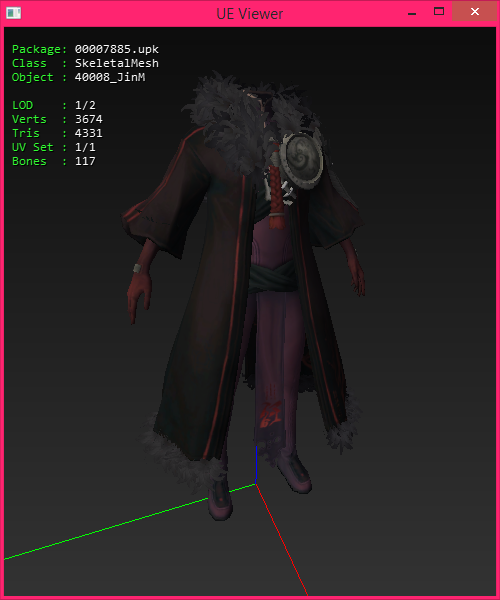 UE Viewer
Package: 00007885.upk
Class : SkeletalMesh
Object : 40008_JinM
LOD : 1/2
Verts : 3674
Tris : 4331
UV Set : 1/1
Bones : 117